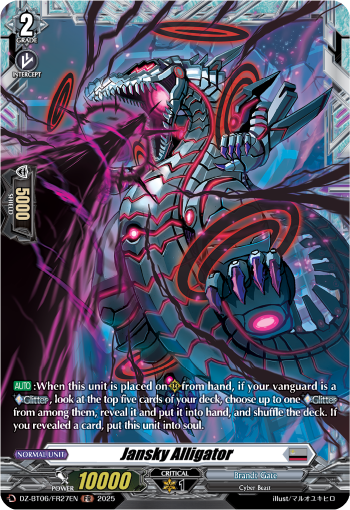 2
GRADE
INTERCEPT
5000
SHIELD
AUTO :When this unit is placed on R from hand, if your vanguard is a
Glitter, look at the top five cards of your deck, choose up to one Glitter
from among them, reveal it and put it into hand, and shuffle the deck. If
you revealed a card, put this unit into soul.
Jansky Alligator
NORMAL UNIT
POWER 10000
CRITICAL
1
Brandt Gate
Cyber Beast
DZ-BT06/FR27EN FR 2025
illust/マルオユキヒロ